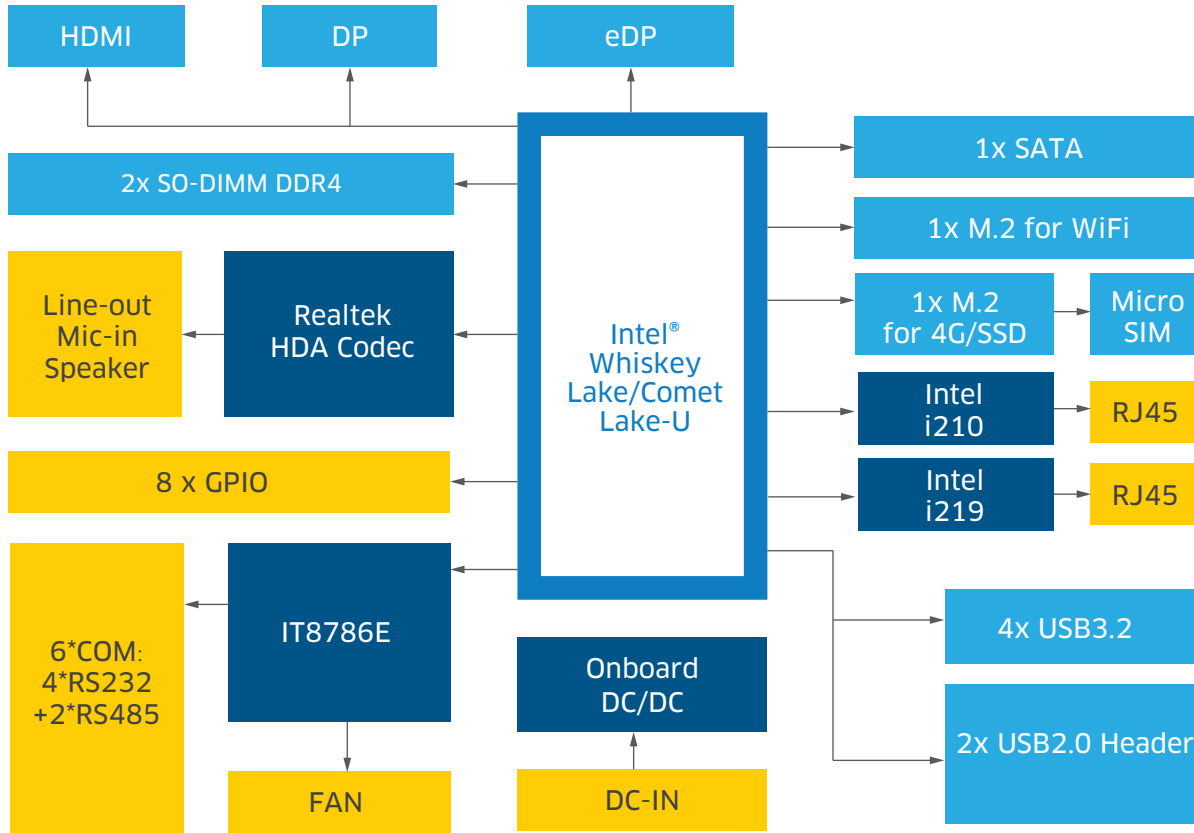 HDMI
DP
eDP
2x SO-DIMM DDR4
1x SATA
1x M.2 for WiFi
Line-out
Mic-in
Speaker
Realtek
HDA Codec
Intel®
Whiskey
Lake/Comet
Lake-U
1x M.2
for 4G/SSD
Micro
SIM
Intel
i210
RJ45
8 x GPIO
Intel
i219
RJ45
6*COM:
4*RS232
+2*RS485
IT8786E
FAN
Onboard
DC/DC
DC-IN
4x USB3.2
2x USB2.0 Header